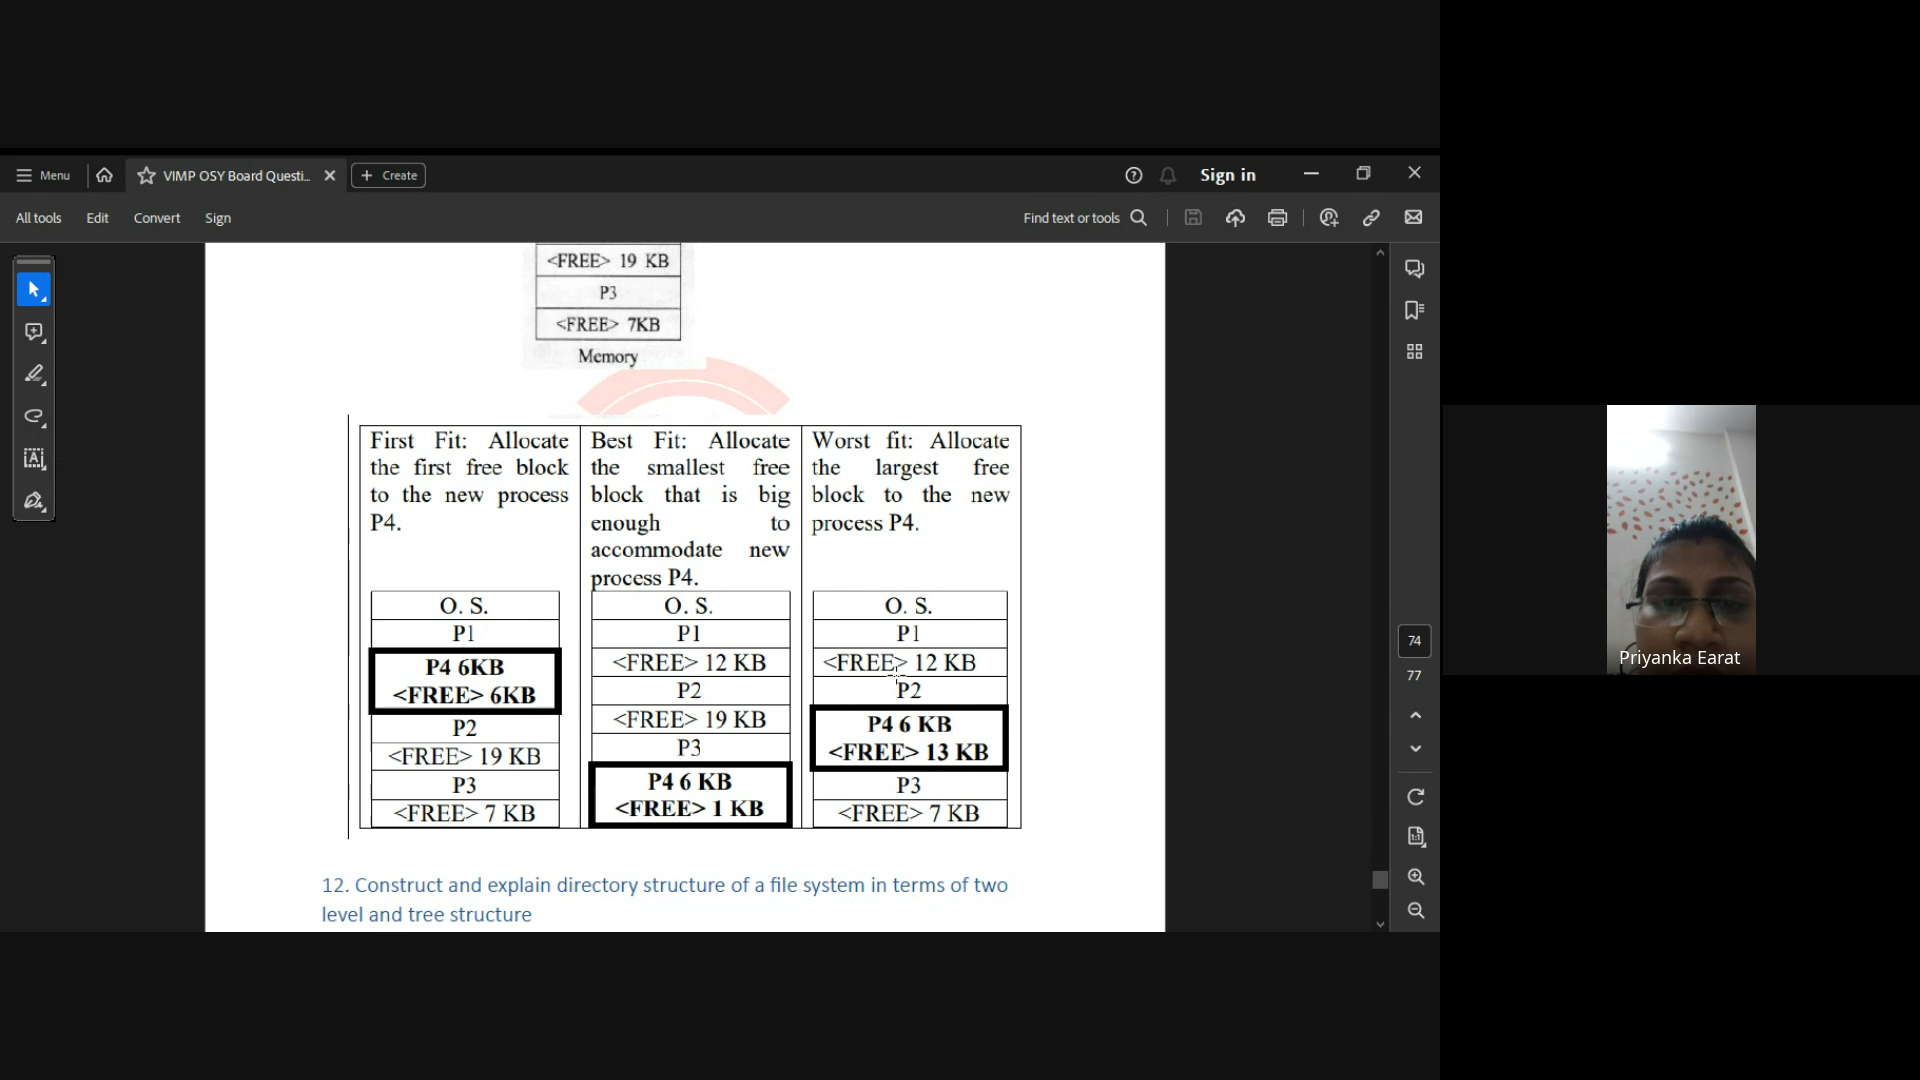 Menu
VIMP OSY Board Questi...
Create
Sign in
All tools
Edit
Convert
Sign
Find text or tools
<FREE> 19 KB
P3
<FREE> 7KB
Memory
First Fit: Allocate
the first free block
to the new process
P4.
O. S.
P1
P4 6KB
<FREE> 6KB
P2
<FREE> 19 KB
P3
<FREE> 7 KB
Best Fit: Allocate
the smallest free
block that is big
enough to
accommodate new
process P4.
O. S.
P1
<FREE> 12 KB
P2
<FREE> 19 KB
P3
P4 6 KB
<FREE> 1 KB
Worst fit: Allocate
the largest free
block to the new
process P4.
O. S.
P1
<FREE> 12 KB
P2
P4 6 KB
<FREE> 13 KB
P3
<FREE> 7 KB
12. Construct and explain directory structure of a file system in terms of two
level and tree structure
74
77
Priyanka Earat